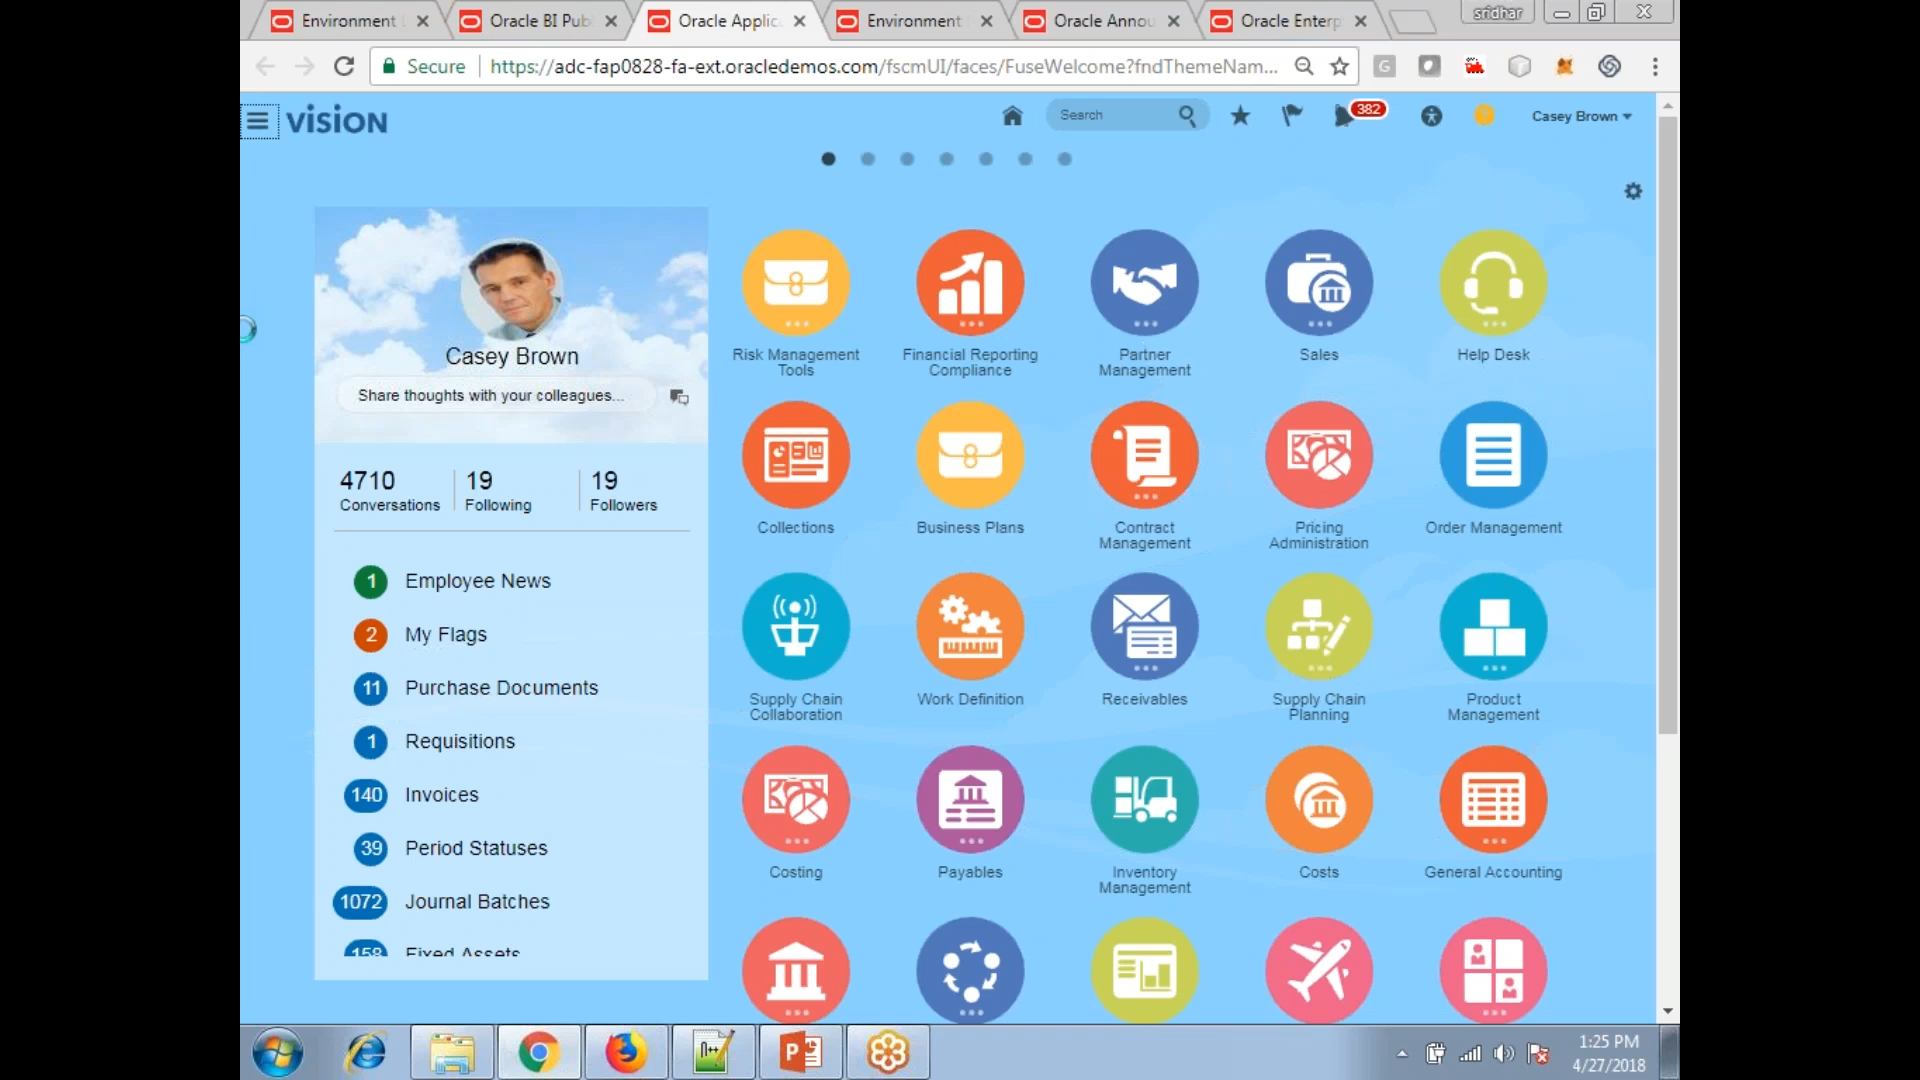 Environment
Oracle BI Pub
Oracle Applic
Environment
Oracle Annou
Oracle Enterp
sridhar
Secure
https://adc-fap0828-fa-ext.oracledemos.com/fscmUI/faces/FuseWelcome?fndThemeNam...
G
VISION
Search
382
Casey Brown
Casey Brown
Share thoughts with your colleagues...
4710
Conversations
19
Following
19
Followers
1 Employee News
2 My Flags
11 Purchase Documents
1 Requisitions
140 Invoices
39 Period Statuses
1072 Journal Batches
158 Fixed Assets
Risk Management
Tools
Financial Reporting
Compliance
Partner
Management
Sales
Help Desk
Collections
Business Plans
Contract
Management
Pricing
Administration
Order Management
Supply Chain
Collaboration
Work Definition
Receivables
Supply Chain
Planning
Product
Management
Costing
Payables
Inventory
Management
Costs
General Accounting
1:25 PM
4/27/2018